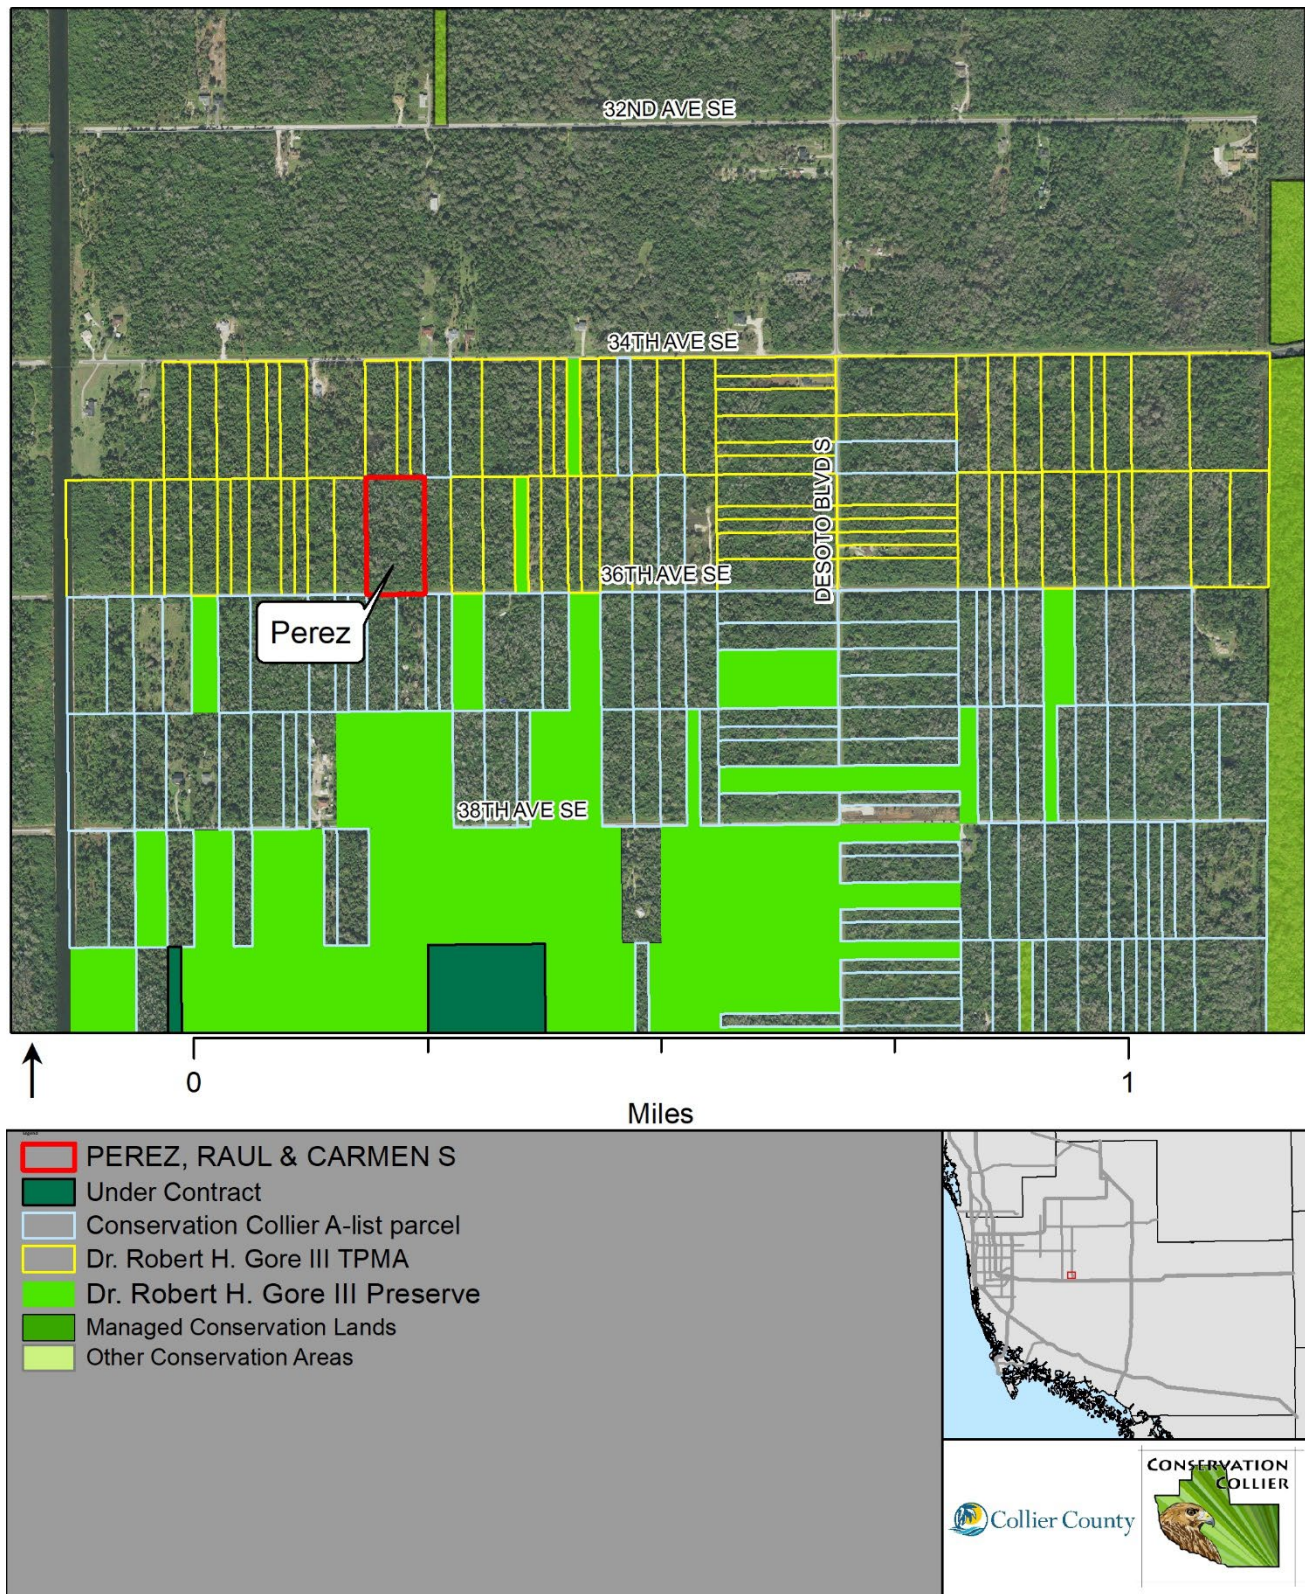 32ND AVE SE
34TH AVE SE
DESOTO BLVD S
36TH AVE SE
Perez
38TH AVE SE
0
1
Miles
PEREZ, RAUL & CARMEN S
Under Contract
Conservation Collier A-list parcel
Dr. Robert H. Gore III TPMA
Dr. Robert H. Gore III Preserve
Managed Conservation Lands
Other Conservation Areas
Collier County
CONSERVATION
COLLIER